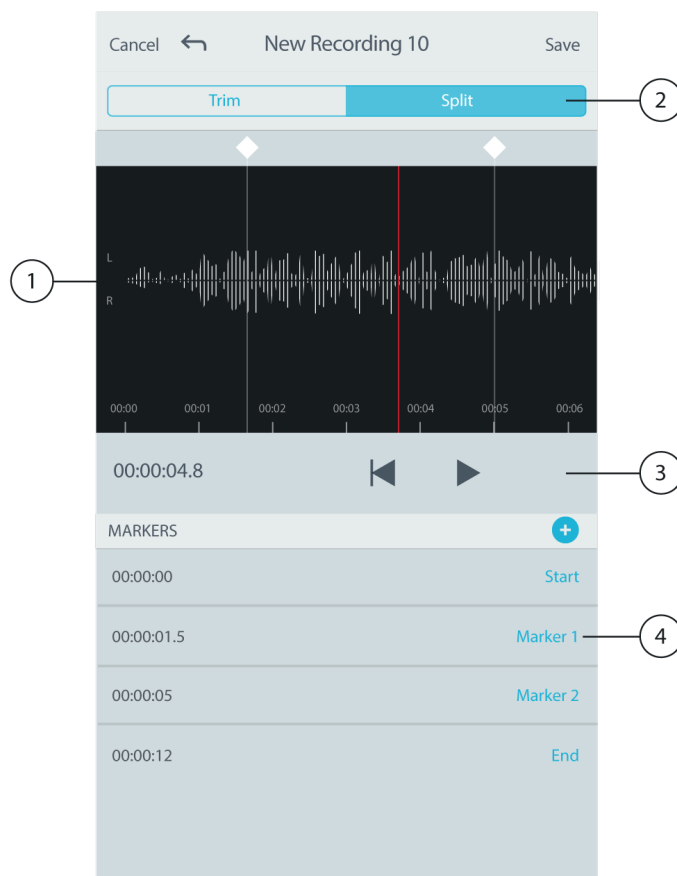 Cancel New Recording 10 Save
Trim Split
2
L
1
R
00:00 00:01 00:02 00:03 00:04 00:05 00:06
00:00:04.8
3
MARKERS
00:00:00 Start
00:00:01.5 Marker 1
4
00:00:05 Marker 2
00:00:12 End